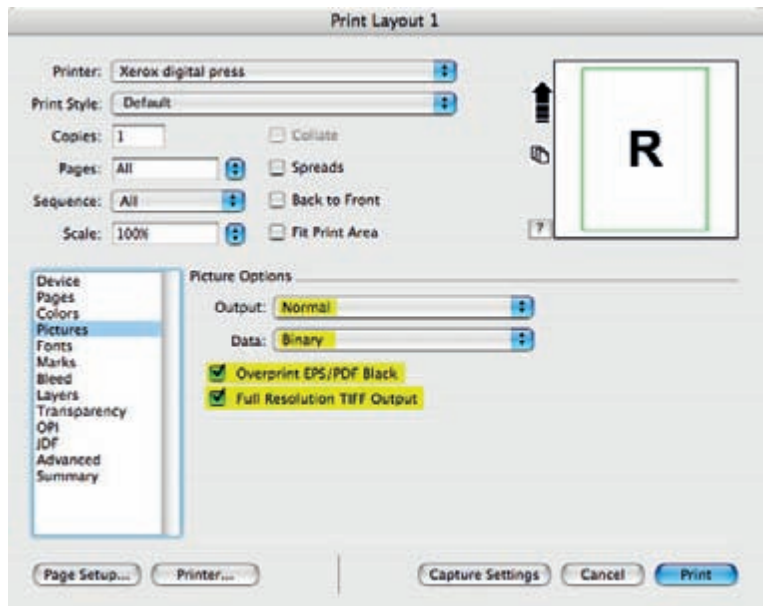 Print Layout 1
Printer: Xerox digital press
Print Style: Default
Copies: 1
Collate
Pages: All
Spreads
Sequence: All
Back to Front
Scale: 100%
Fit Print Area
R
?
Device
Pages
Colors
Pictures
Fonts
Marks
Bleed
Layers
Transparency
OPI
JDF
Advanced
Summary
Picture Options
Output: Normal
Data: Binary
Overprint EPS/PDF Black
Full Resolution TIFF Output
Page Setup... Printer... Capture Settings Cancel Print